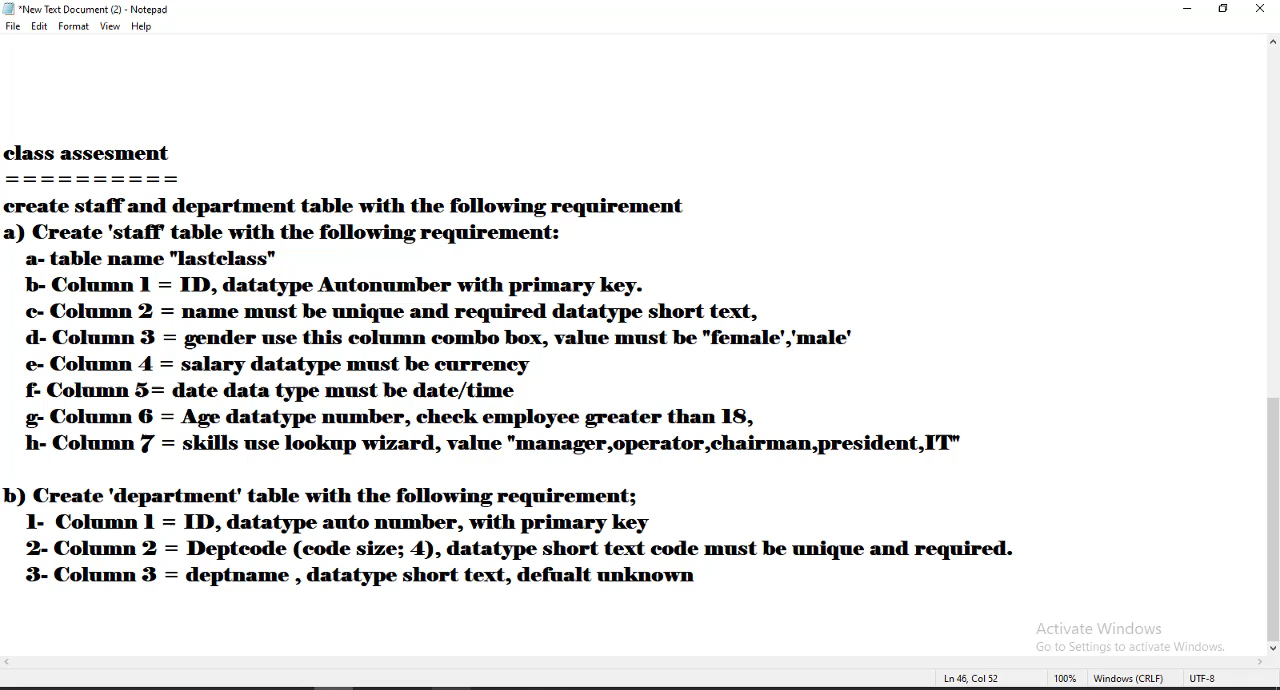 *New Text Document (2) - Notepad
File Edit Format View Help
class assesment
==========
create staff and department table with the following requirement
a) Create 'staff' table with the following requirement:
a- table name "lastclass"
b- Column 1 = ID, datatype Autonumber with primary key.
c- Column 2 = name must be unique and required datatype short text,
d- Column 3 = gender use this column combo box, value must be "female','male'
e- Column 4 = salary datatype must be currency
f- Column 5= date data type must be date/time
g- Column 6 = Age datatype number, check employee greater than 18,
h- Column 7 = skills use lookup wizard, value "manager,operator,chairman,president,IT"
b) Create 'department' table with the following requirement;
1-  Column 1 = ID, datatype auto number, with primary key
2- Column 2 = Deptcode (code size; 4), datatype short text code must be unique and required.
3- Column 3 = deptname , datatype short text, defualt unknown
Activate Windows
Go to Settings to activate Windows.
Ln 46, Col 52 100% Windows (CRLF) UTF-8